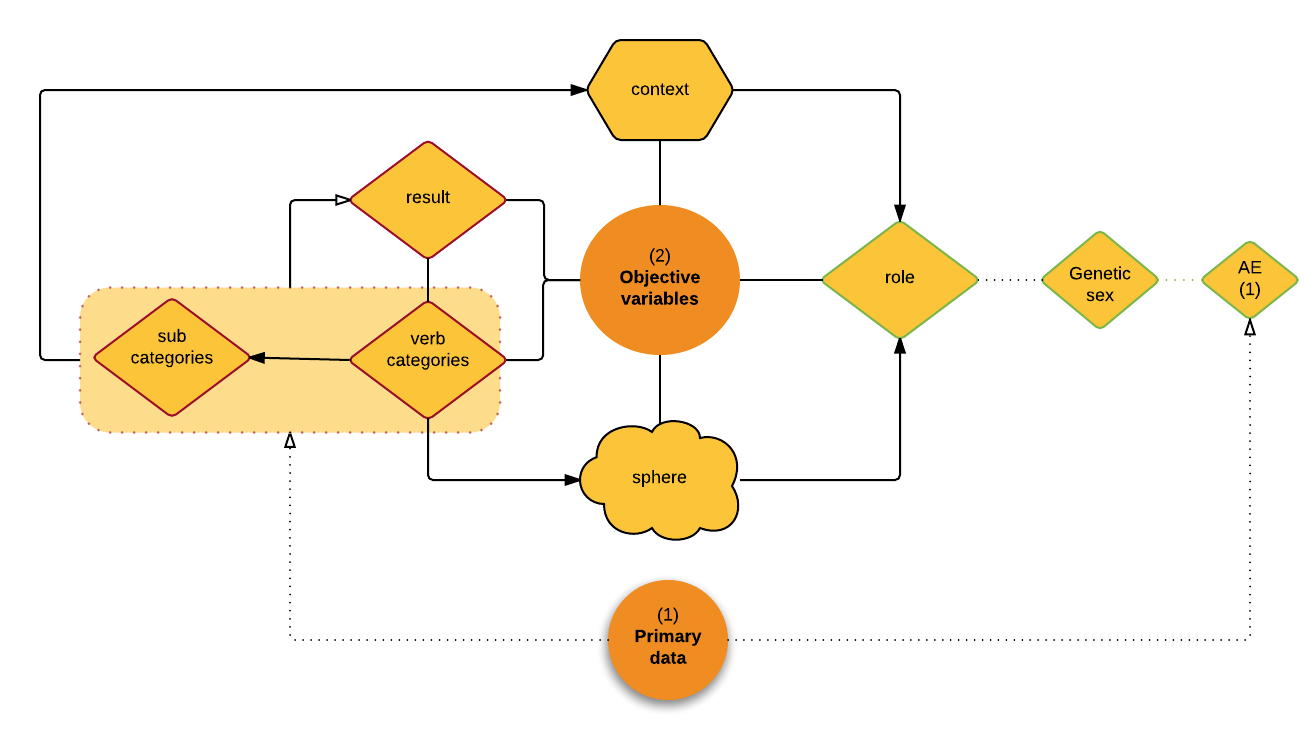 context
result
(2)
Objective
variables
role
Genetic
sex
AE
(1)
sub
categories
verb
categories
sphere
(1)
Primary
data